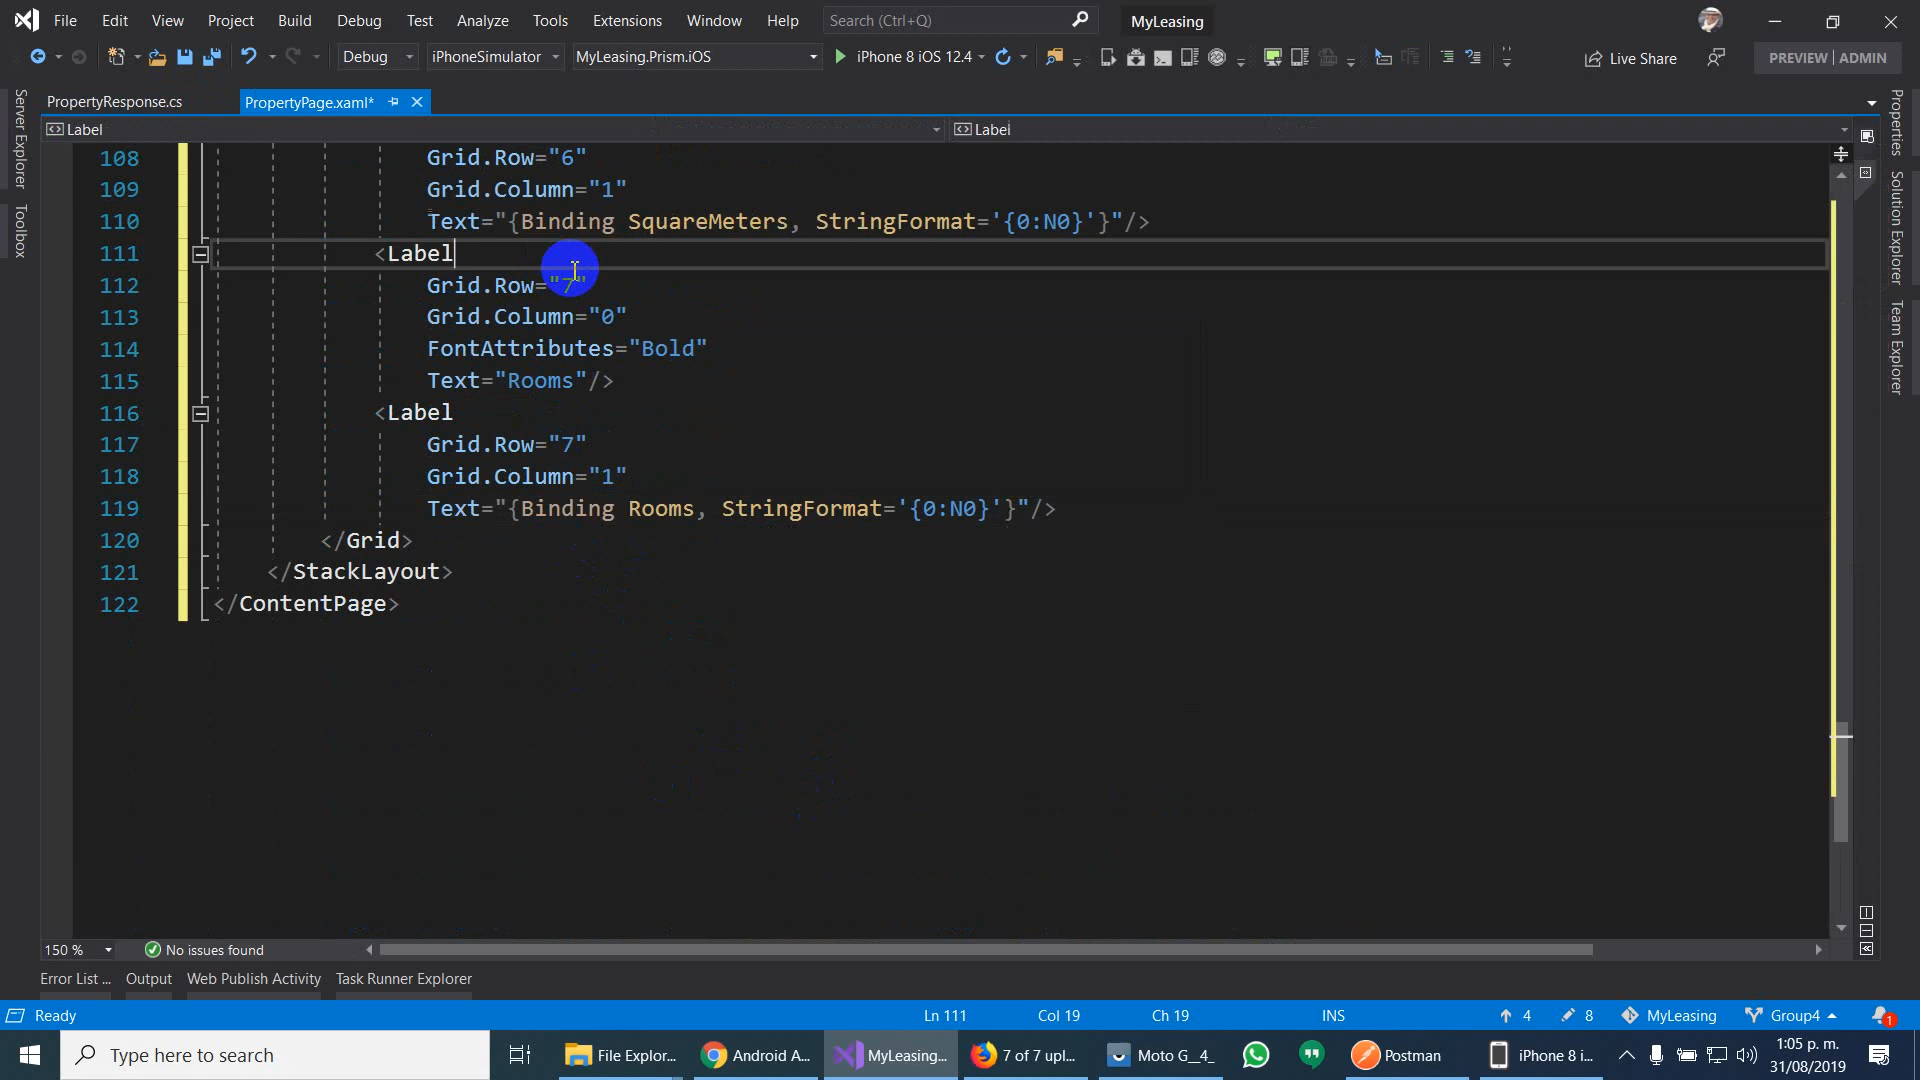 File Edit View Project Build Debug Test Analyze Tools Extensions Window Help Search (Ctrl+Q) MyLeasing
Debug iPhoneSimulator MyLeasing.Prism.iOS iPhone 8 iOS 12.4 Live Share PREVIEW | ADMIN
PropertyResponse.cs PropertyPage.xaml*
Label Label
108 Grid.Row="6"
109 Grid.Column="1"
110 Text="{Binding SquareMeters, StringFormat='{0:N0}'}"/>
111 <Label
112 Grid.Row="7"
113 Grid.Column="0"
114 FontAttributes="Bold"
115 Text="Rooms"/>
116 <Label
117 Grid.Row="7"
118 Grid.Column="1"
119 Text="{Binding Rooms, StringFormat='{0:N0}'}"/>
120 </Grid>
121 </StackLayout>
122 </ContentPage>
Server Explorer
Toolbox
Properties
Solution Explorer
Team Explorer
150 % No issues found
Error List ... Output Web Publish Activity Task Runner Explorer
Ready Ln 111 Col 19 Ch 19 INS 4 8 MyLeasing Group4 1
Type here to search File Explor... Android A... MyLeasing... 7 of 7 upl... Moto G__4_ Postman iPhone 8 i... 1:05 p. m.
31/08/2019